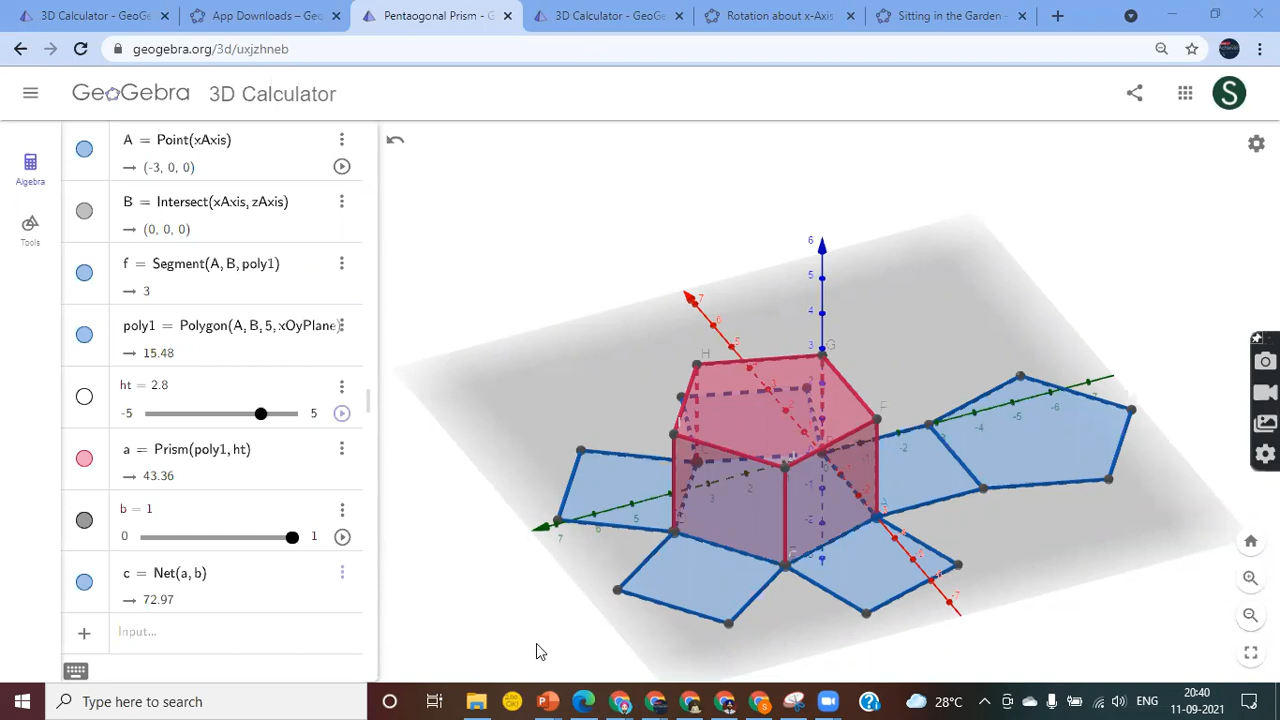 3D Calculator - GeoGe
App Downloads – GeoG
Pentaogonal Prism - G
3D Calculator - GeoGe
Rotation about x-Axis
Sitting in the Garden -
geogebra.org/3d/uxjzhneb
GeoGebra 3D Calculator
S
A = Point(xAxis)
→ (-3, 0, 0)
Algebra
B = Intersect(xAxis, zAxis)
→ (0, 0, 0)
Tools
f = Segment(A, B, poly1)
→ 3
poly1 = Polygon(A, B, 5, xOyPlane)
→ 15.48
ht = 2.8
-5 5
a = Prism(poly1, ht)
→ 43.36
b = 1
0 1
c = Net(a, b)
→ 72.97
Input...
Type here to search
28°C
ENG
20:40
11-09-2021